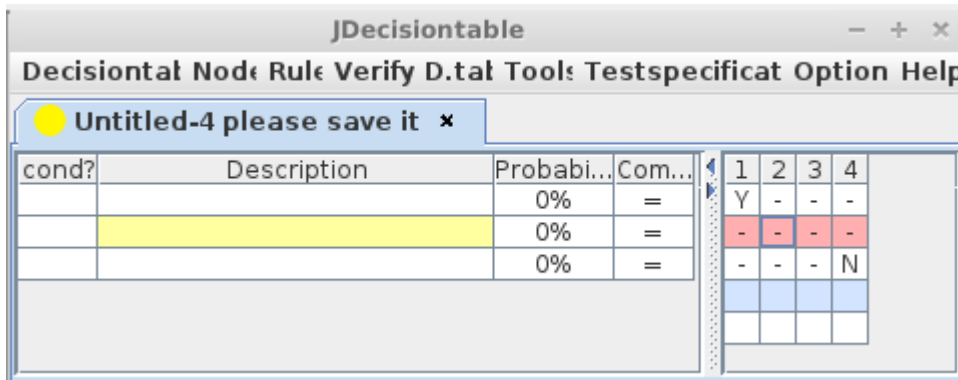 JDecisiontable
Decisiontal Node Rule Verify D.tal Tools Testspecificat Option Help
Untitled-4 please save it ×
cond? Description Probabi... Com... 1 2 3 4
0% = Y - - -
0% = - - - -
0% = - - - N